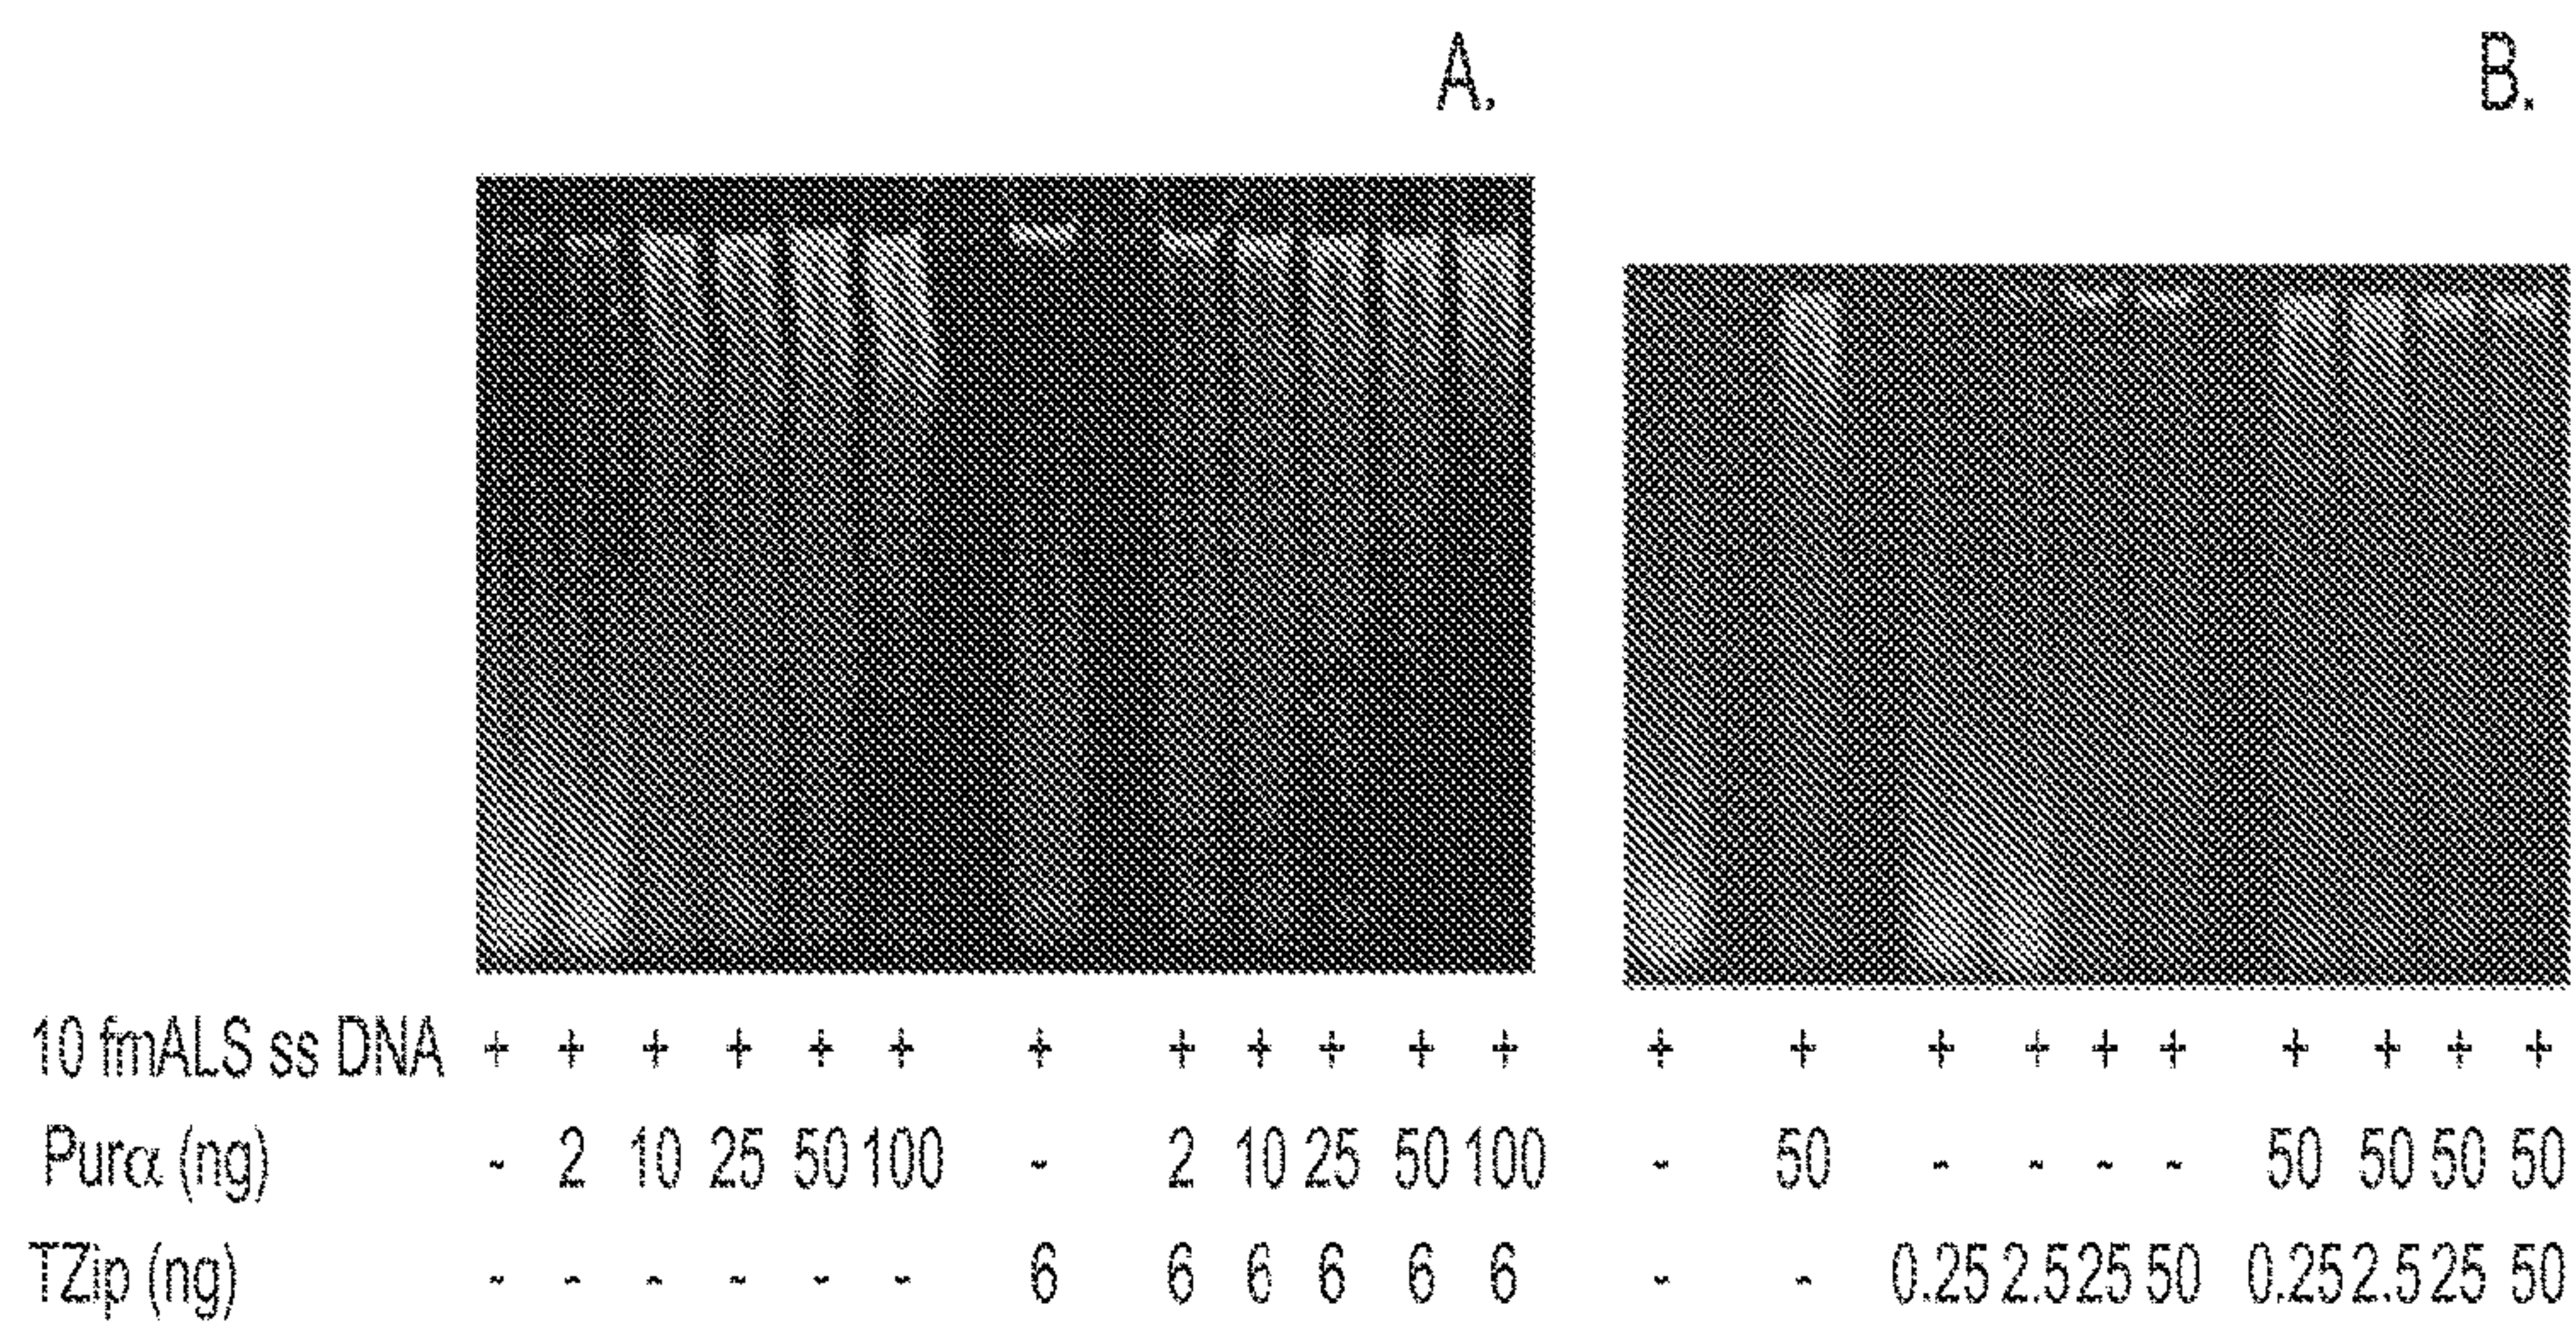 A. B.
10 fmALS ss DNA + + + + + + + + + + + + + + + + + + + + + +
Purα (ng) - 2 10 25 50 100 - 2 10 25 50 100 - 50 - - - - 50 50 50 50
TZip (ng) - - - - - - 6 6 6 6 6 6 - - 0.25 2.5 25 50 0.25 2.5 25 50